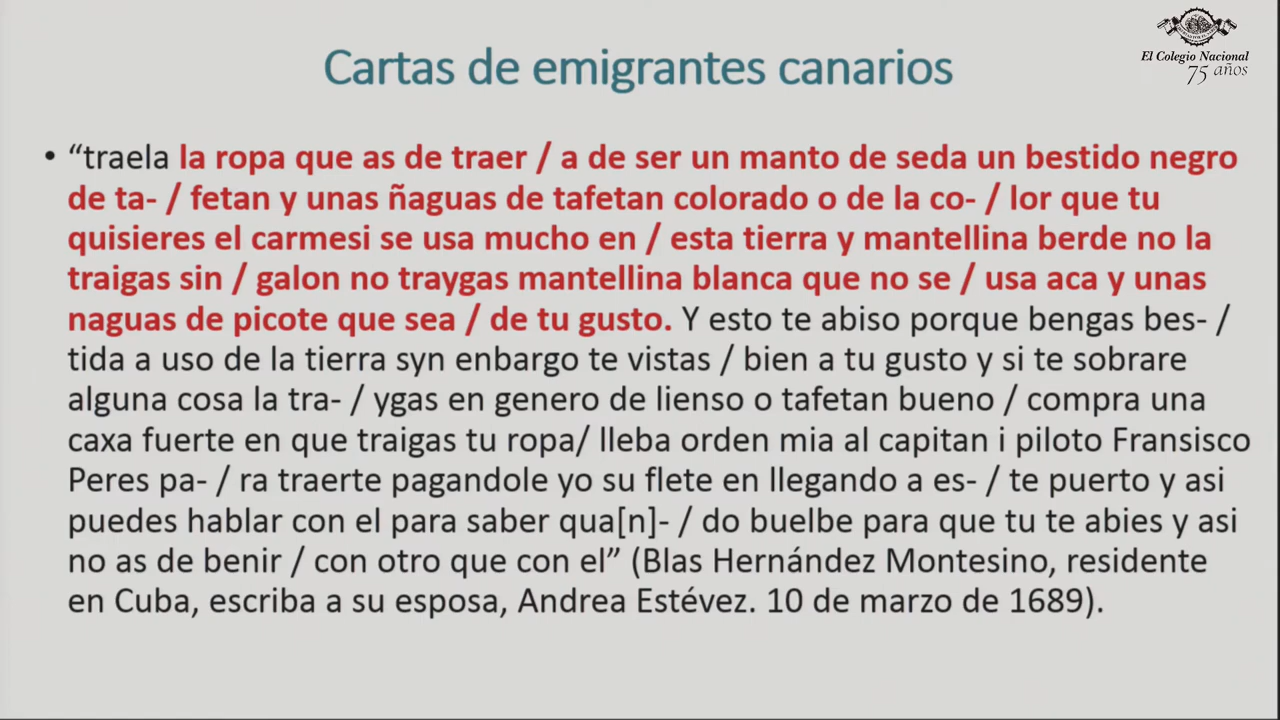 El Colegio Nacional
75 años
Cartas de emigrantes canarios
• “traela la ropa que as de traer / a de ser un manto de seda un bestido negro
de ta- / fetan y unas ñaguas de tafetan colorado o de la co- / lor que tu
quisieres el carmesi se usa mucho en / esta tierra y mantellina berde no la
traigas sin / galon no traygas mantellina blanca que no se / usa aca y unas
naguas de picote que sea / de tu gusto. Y esto te abiso porque bengas bes- /
tida a uso de la tierra syn enbargo te vistas / bien a tu gusto y si te sobrare
alguna cosa la tra- / ygas en genero de lienso o tafetan bueno / compra una
caxa fuerte en que traigas tu ropa/ lleba orden mia al capitan i piloto Fransisco
Peres pa- / ra traerte pagandole yo su flete en llegando a es- / te puerto y asi
puedes hablar con el para saber qua[n]- / do buelbe para que tu te abies y asi
no as de benir / con otro que con el” (Blas Hernández Montesino, residente
en Cuba, escriba a su esposa, Andrea Estévez. 10 de marzo de 1689).